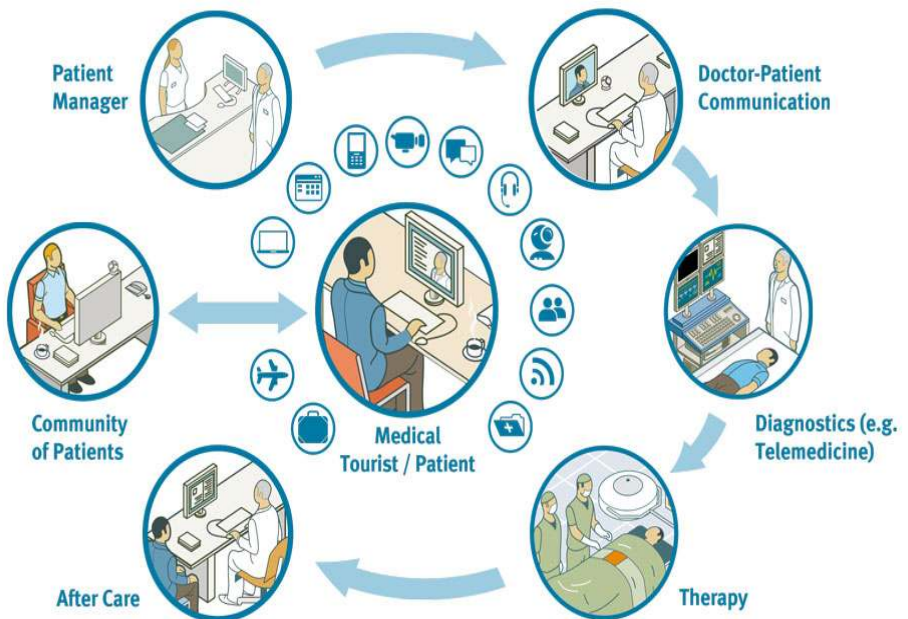 Patient
Manager
Doctor-Patient
Communication
Community
of Patients
Medical
Tourist / Patient
Diagnostics (e.g.
Telemedicine)
After Care
Therapy